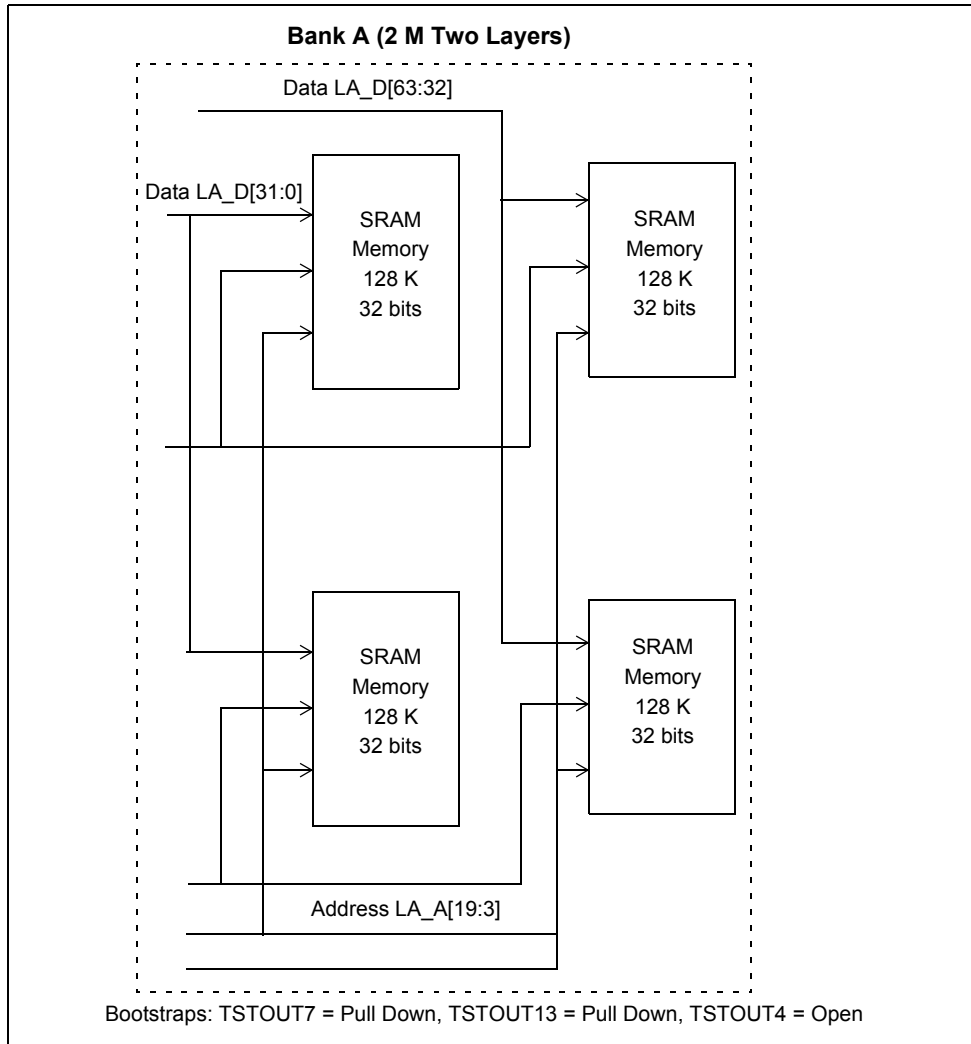 Bank A (2 M Two Layers)
Data LA_D[63:32]
Data LA_D[31:0]
SRAM
Memory
128 K
32 bits
SRAM
Memory
128 K
32 bits
SRAM
Memory
128 K
32 bits
SRAM
Memory
128 K
32 bits
Address LA_A[19:3]
Bootstraps: TSTOUT7 = Pull Down, TSTOUT13 = Pull Down, TSTOUT4 = Open